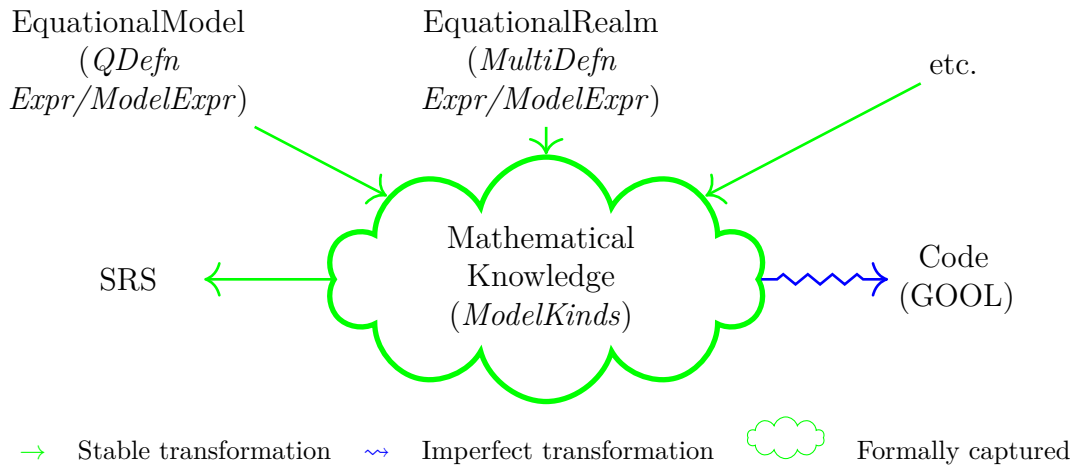 EquationalModel
(QDefn
Expr/ModelExpr)
EquationalRealm
(MultiDefn
Expr/ModelExpr)
etc.
Mathematical
Knowledge
(ModelKinds)
SRS
Code
(GOOL)
Stable transformation
Imperfect transformation
Formally captured